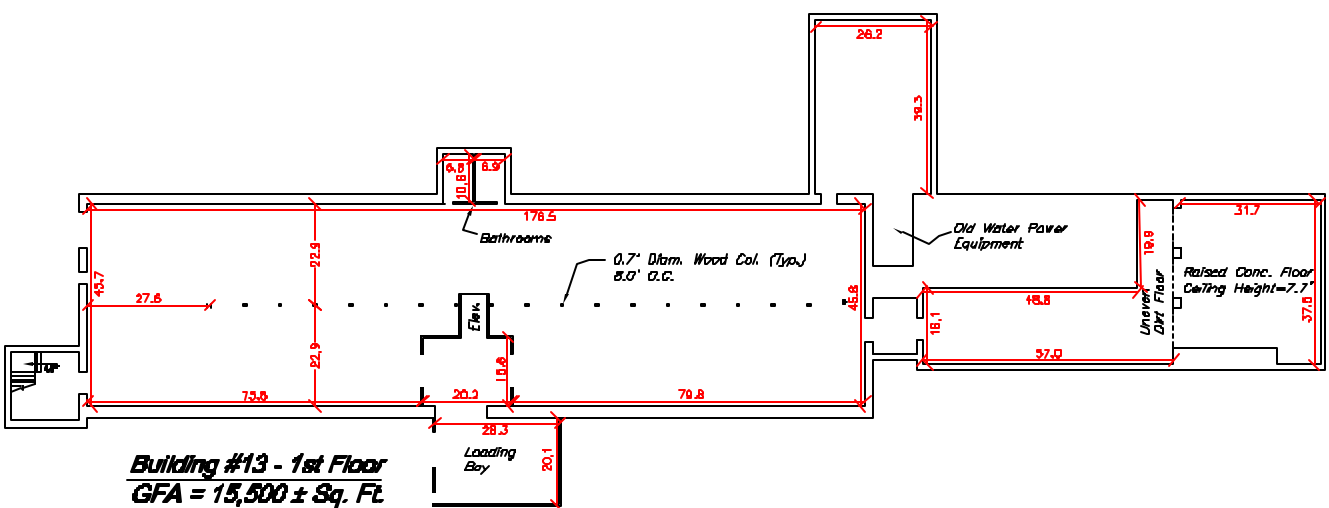 26.2
39.3
6.8 6.9
10.8
176.5
31.7
Bathrooms
Old Water Power
Equipment
22.9
19.9
45.7
0.7' Diam. Wood Col. (Typ.)
8.0' O.C.
Raised Conc. Floor
Ceiling Height=7.7'
27.6
45.8
48.8
37.6
Elev.
Uneven
Dirt Floor
16.1
22.9
15.6
57.0
UP
75.8
20.2
79.8
28.3
Loading
Bay
20.1
Building #13 - 1st Floor
GFA = 15,500 ± Sq. Ft.